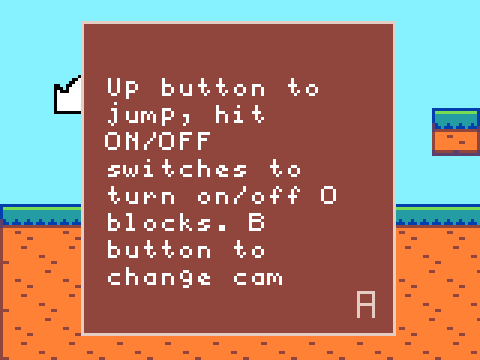 Up button to
jump, hit
ON/OFF
switches to
turn on/off O
blocks. B
button to
change cam
A